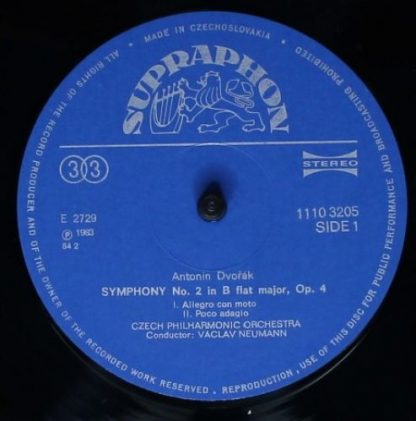 MADE IN CZECHOSLOVAKIA
ALL RIGHTS OF THE RECORD PRODUCER AND OF THE OWNER OF THE RECORDED WORK RESERVED . REPRODUCTION , USE OF THIS DISC FOR PUBLIC PERFORMANCE AND BROADCASTING PROHIBITED
SUPRAPHON
33
STEREO
E 2729
1110 3205
℗ 1983
SIDE 1
84 2
Antonín Dvořák
SYMPHONY No. 2 in B flat major, Op. 4
I. Allegro con moto
II. Poco adagio
CZECH PHILHARMONIC ORCHESTRA
Conductor: VÁCLAV NEUMANN